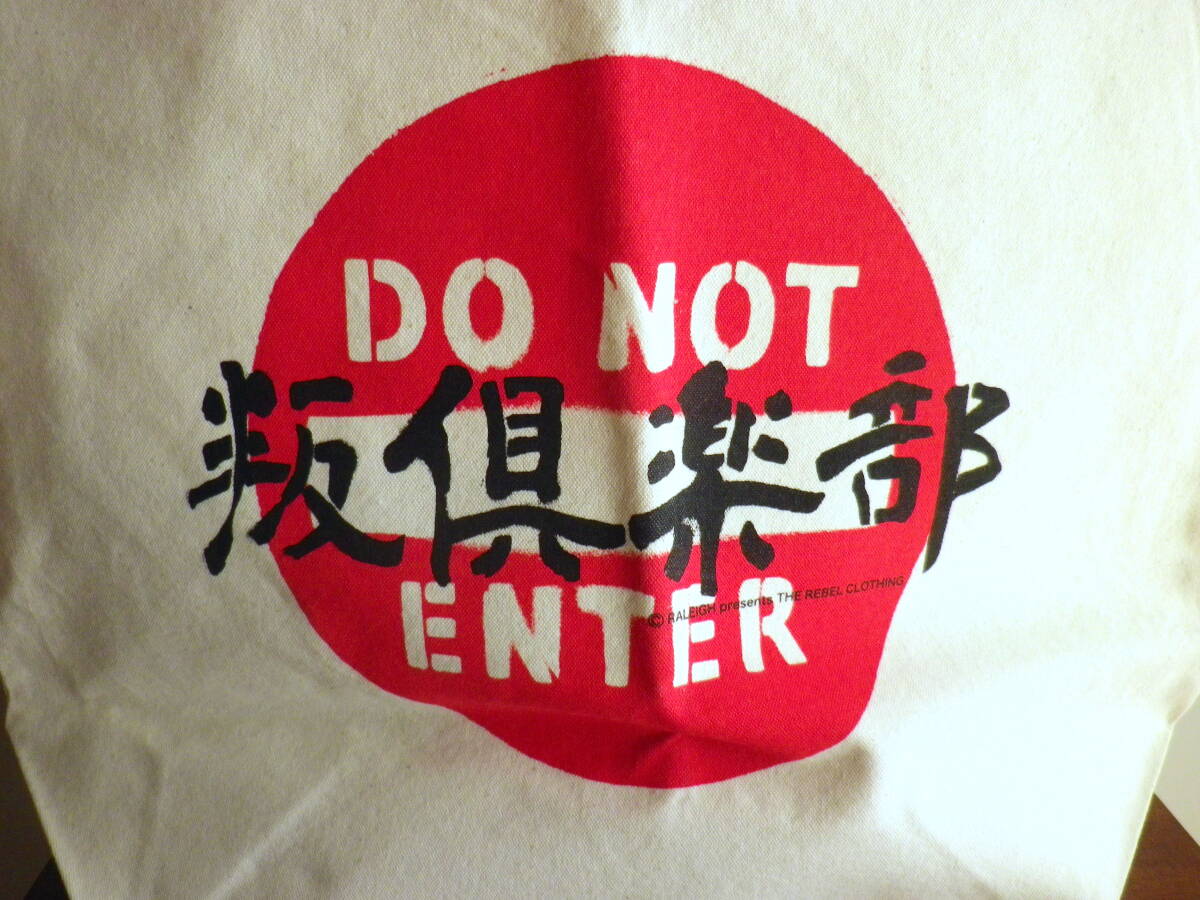 DO NOT
叛倶楽部
ENTER
© RALEIGH presents THE REBEL CLOTHING